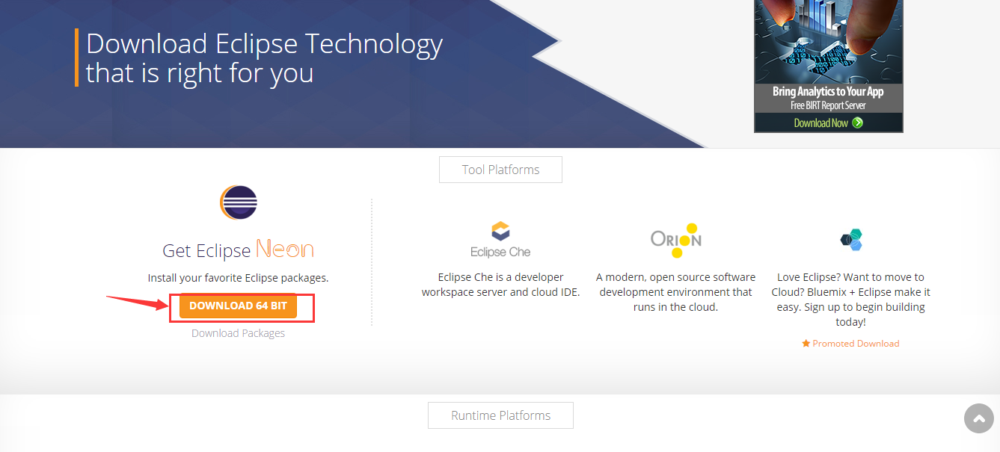 Download Eclipse Technology
that is right for you
Bring Analytics to Your App
Free BIRT Report Server
Download Now
Tool Platforms
Get Eclipse Neon
Install your favorite Eclipse packages.
DOWNLOAD 64 BIT
Download Packages
Eclipse Che
Eclipse Che is a developer
workspace server and cloud IDE.
ORION
A modern, open source software
development environment that
runs in the cloud.
Love Eclipse? Want to move to
Cloud? Bluemix + Eclipse make it
easy. Sign up to begin building
today!
Promoted Download
Runtime Platforms